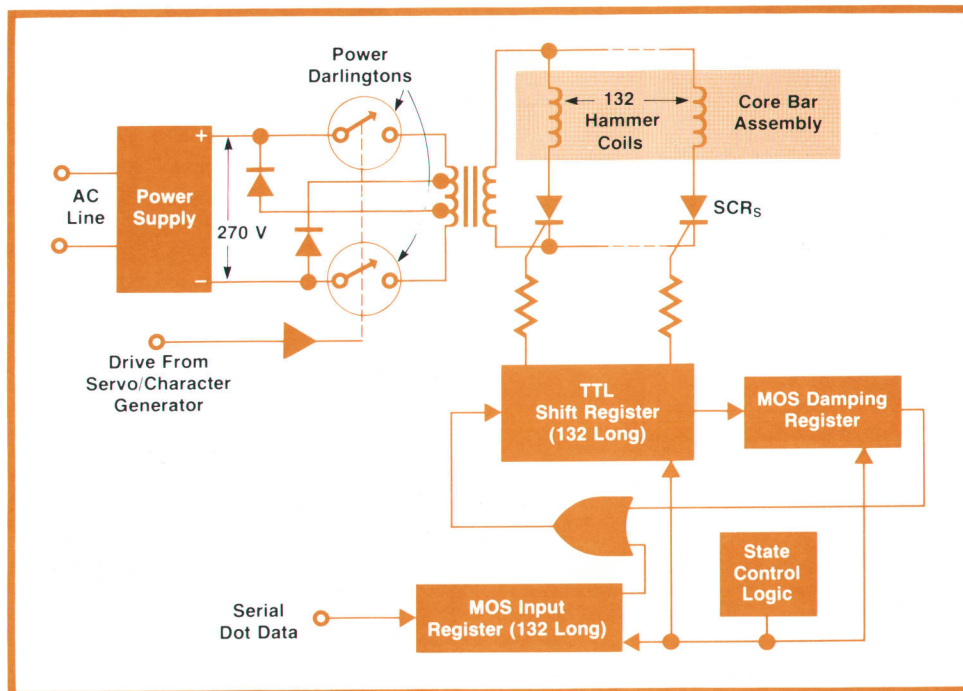 Power
Darlingtons
132
Hammer
Coils
Core Bar
Assembly
+
AC
Line
Power
Supply
270 V
SCRS
−
Drive From
Servo/Character
Generator
TTL
Shift Register
(132 Long)
MOS Damping
Register
State
Control
Logic
Serial
Dot Data
MOS Input
Register (132 Long)